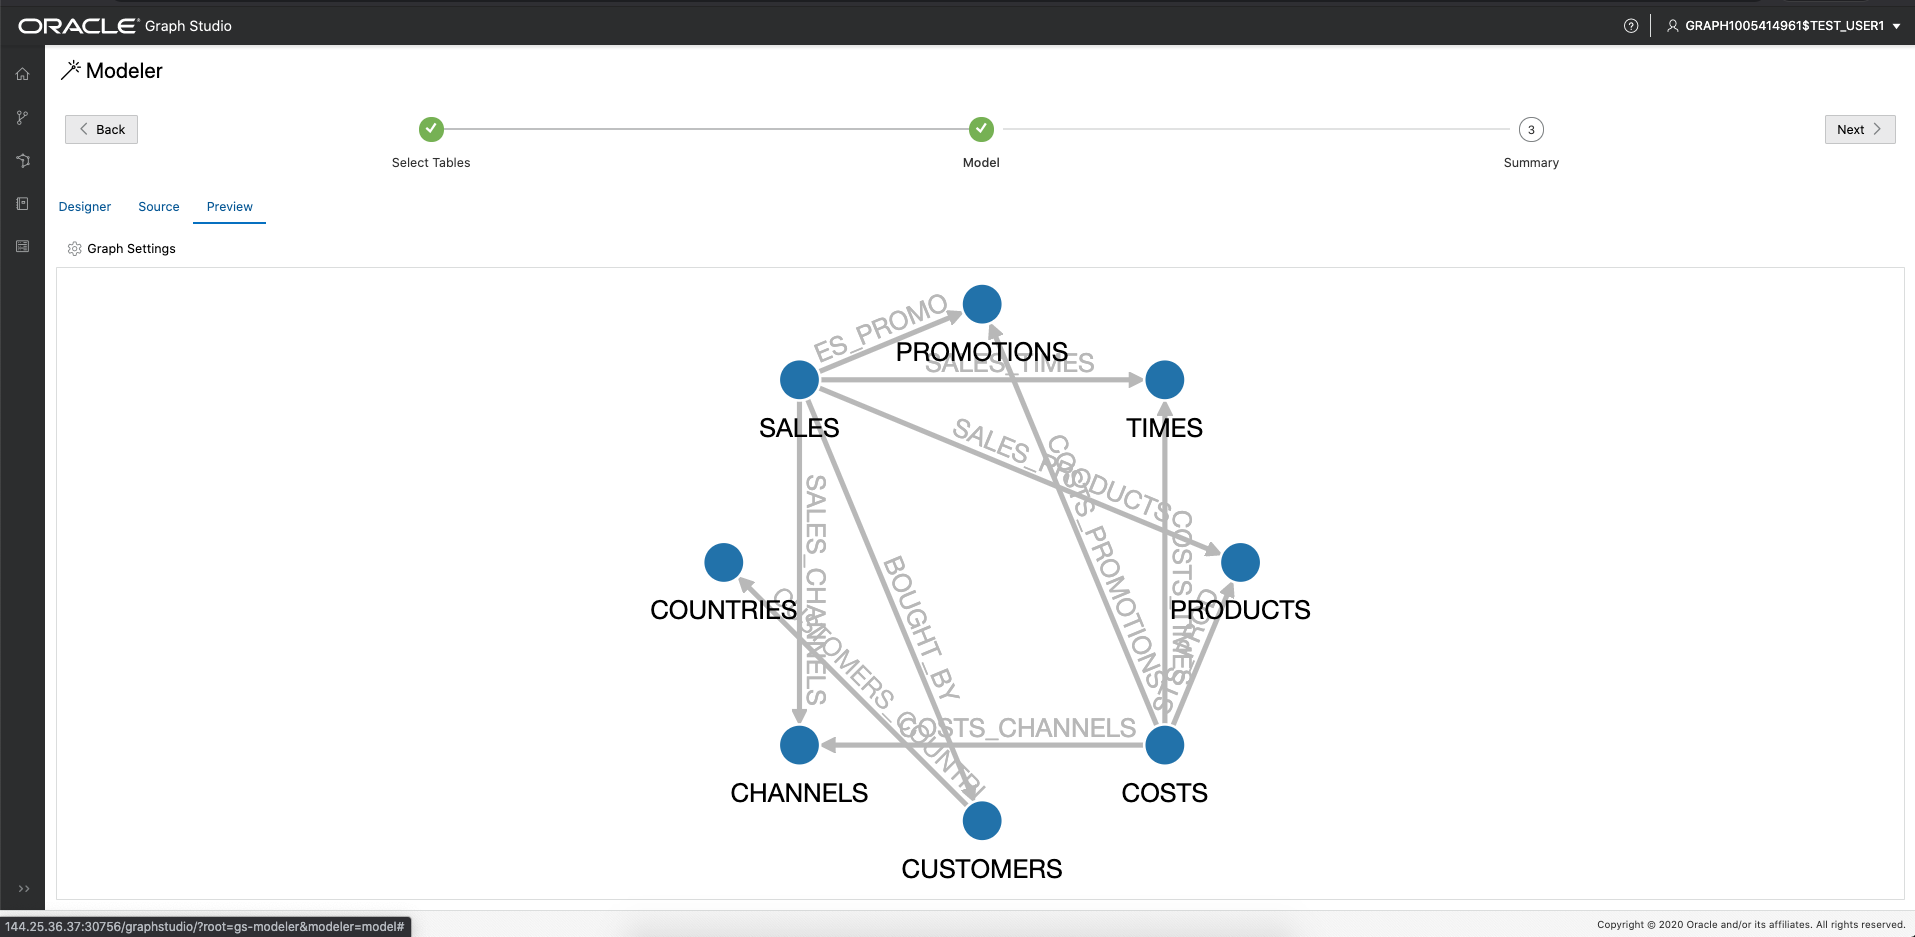 ORACLE® Graph Studio
GRAPH1005414961$TEST_USER1
Modeler
Back
3
Next
Select Tables
Model
Summary
Designer
Source
Preview
Graph Settings
ES_PROMO
PROMOTIONS
SALES_TIMES
SALES
TIMES
SALES_PRODUCTS
COSTS_PROMOTIONS
SALES_CHANNELS
COSTS_TIMES
BOUGHT_BY
COUNTRIES
PRODUCTS
CUSTOMERS_COUNTRI
COSTS_CHANNELS
CHANNELS
COSTS
CUSTOMERS
144.25.36.37:30756/graphstudio/?root=gs-modeler&modeler=model#
Copyright © 2020 Oracle and/or its affiliates. All rights reserved.